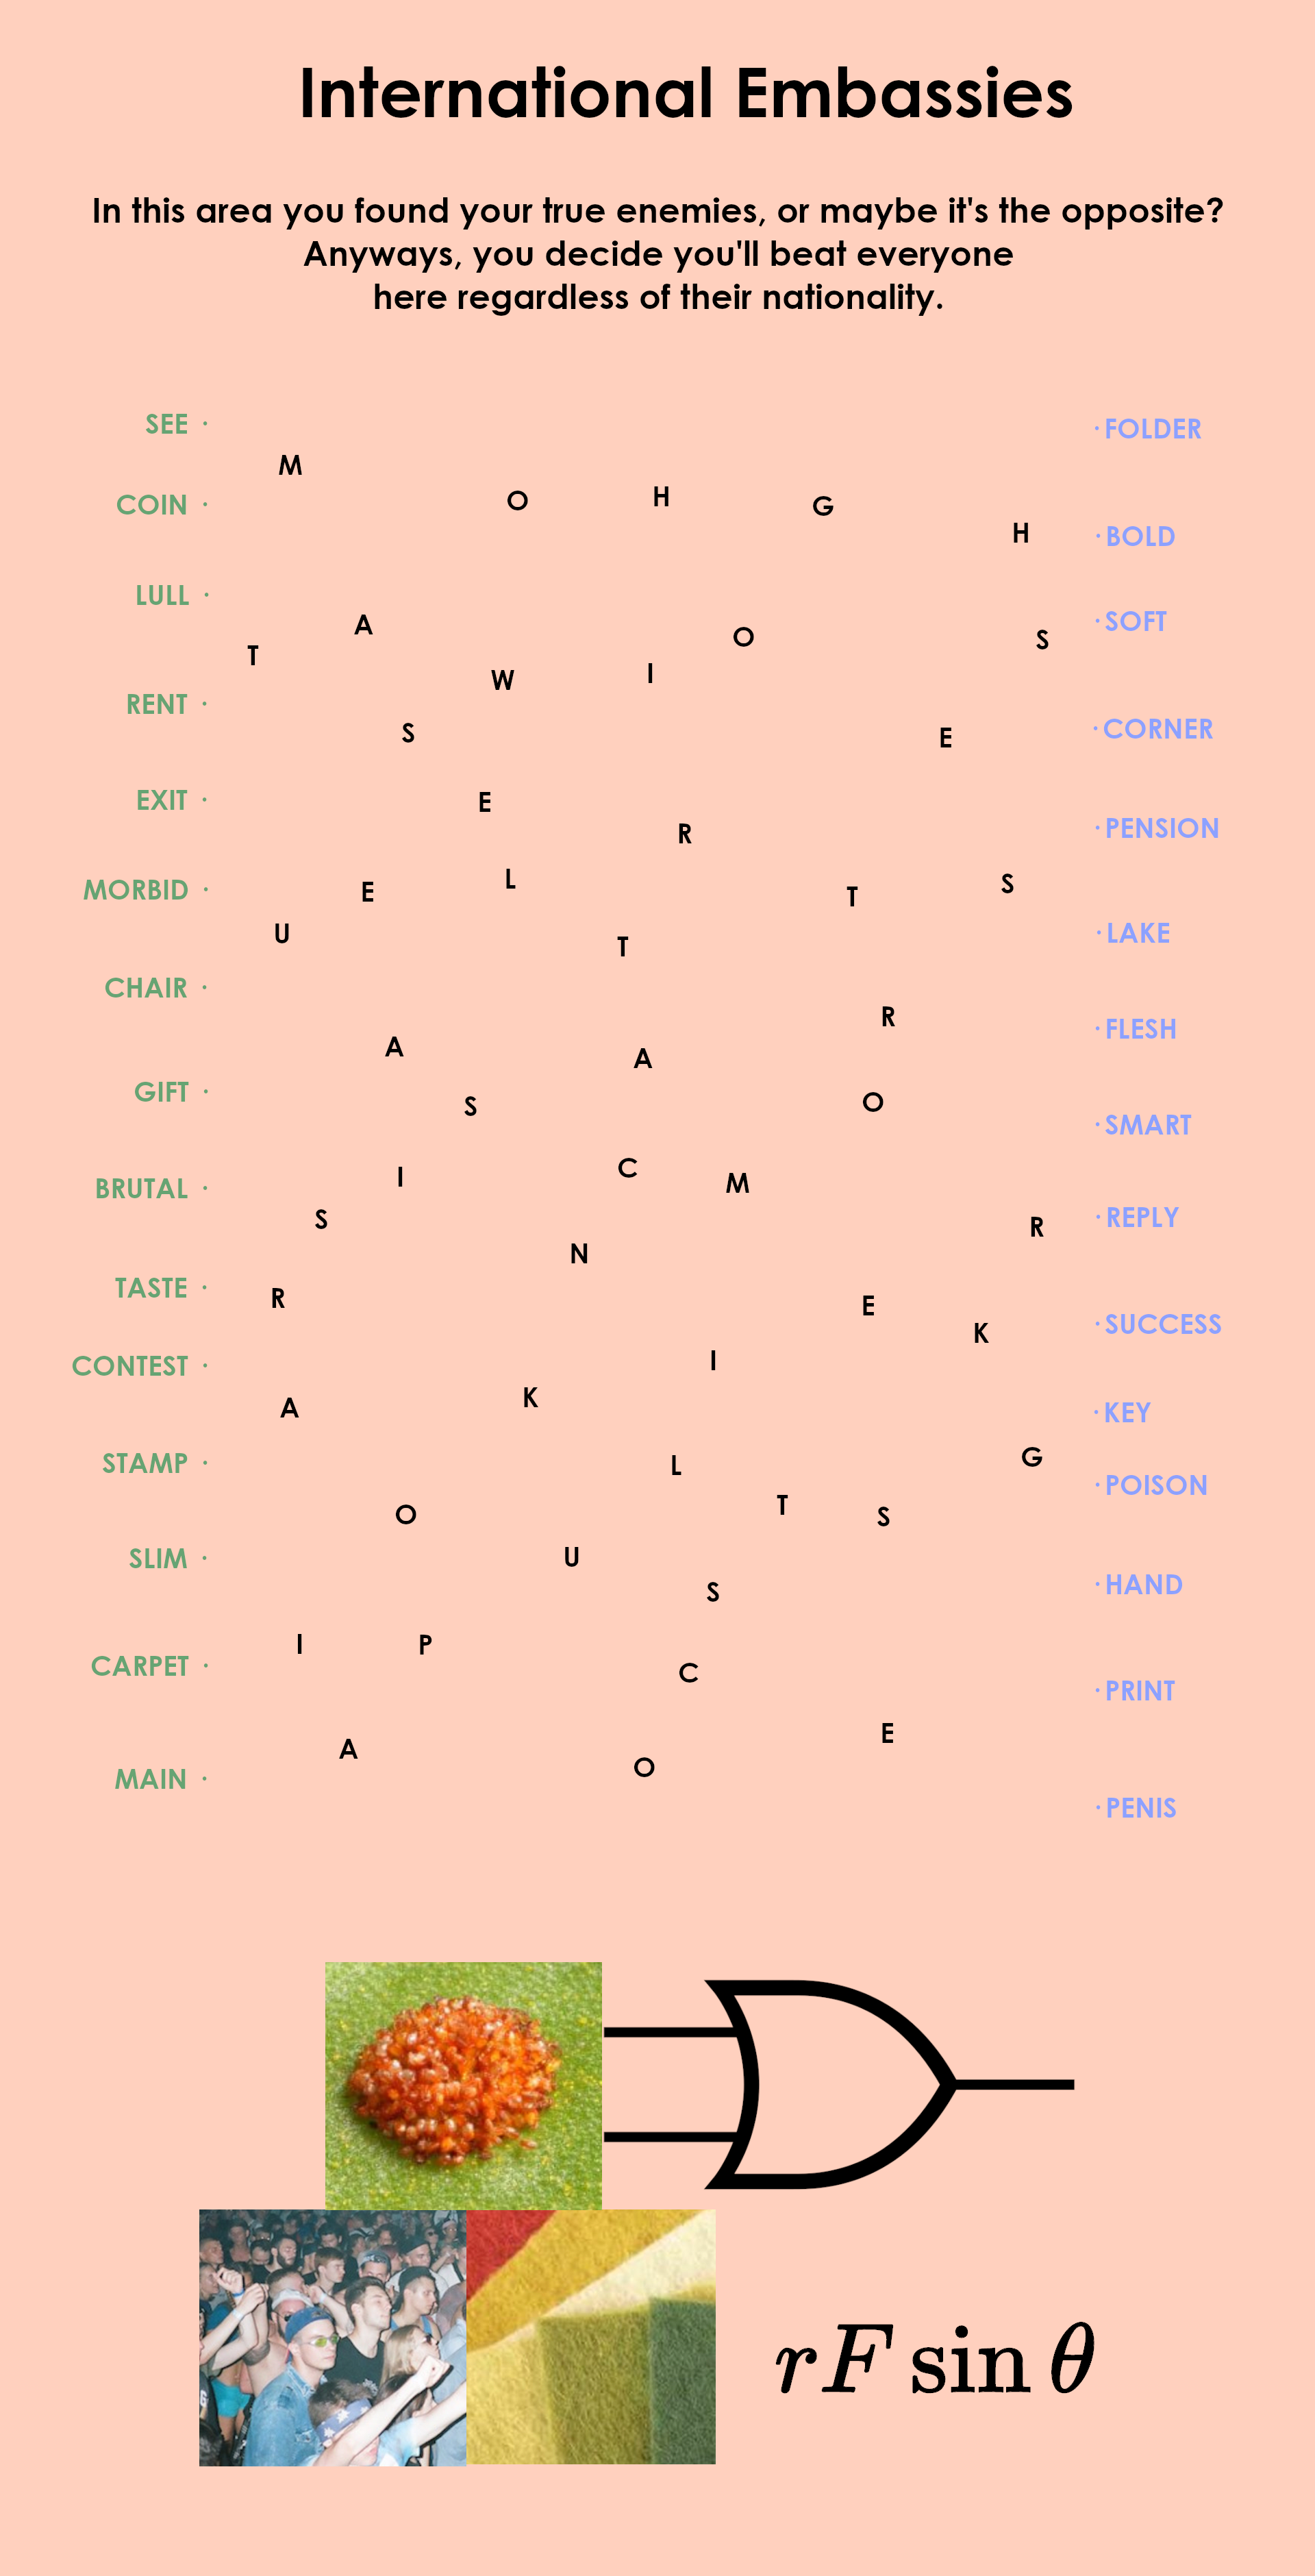 International Embassies
In this area you found your true enemies, or maybe it's the opposite?
Anyways, you decide you'll beat everyone
here regardless of their nationality.
SEE · · FOLDER
M
COIN · O H G
H · BOLD
LULL · A O S · SOFT
T W I
RENT · S E · CORNER
EXIT · E R · PENSION
MORBID · E L T S
U T · LAKE
CHAIR · R · FLESH
A A
GIFT · S O · SMART
BRUTAL · I C M
S R · REPLY
N
TASTE · R E K · SUCCESS
CONTEST · I
A K · KEY
STAMP · L G
O T S · POISON
SLIM · U S · HAND
I P
CARPET · C · PRINT
A E
MAIN · O
· PENIS
rF sin θ